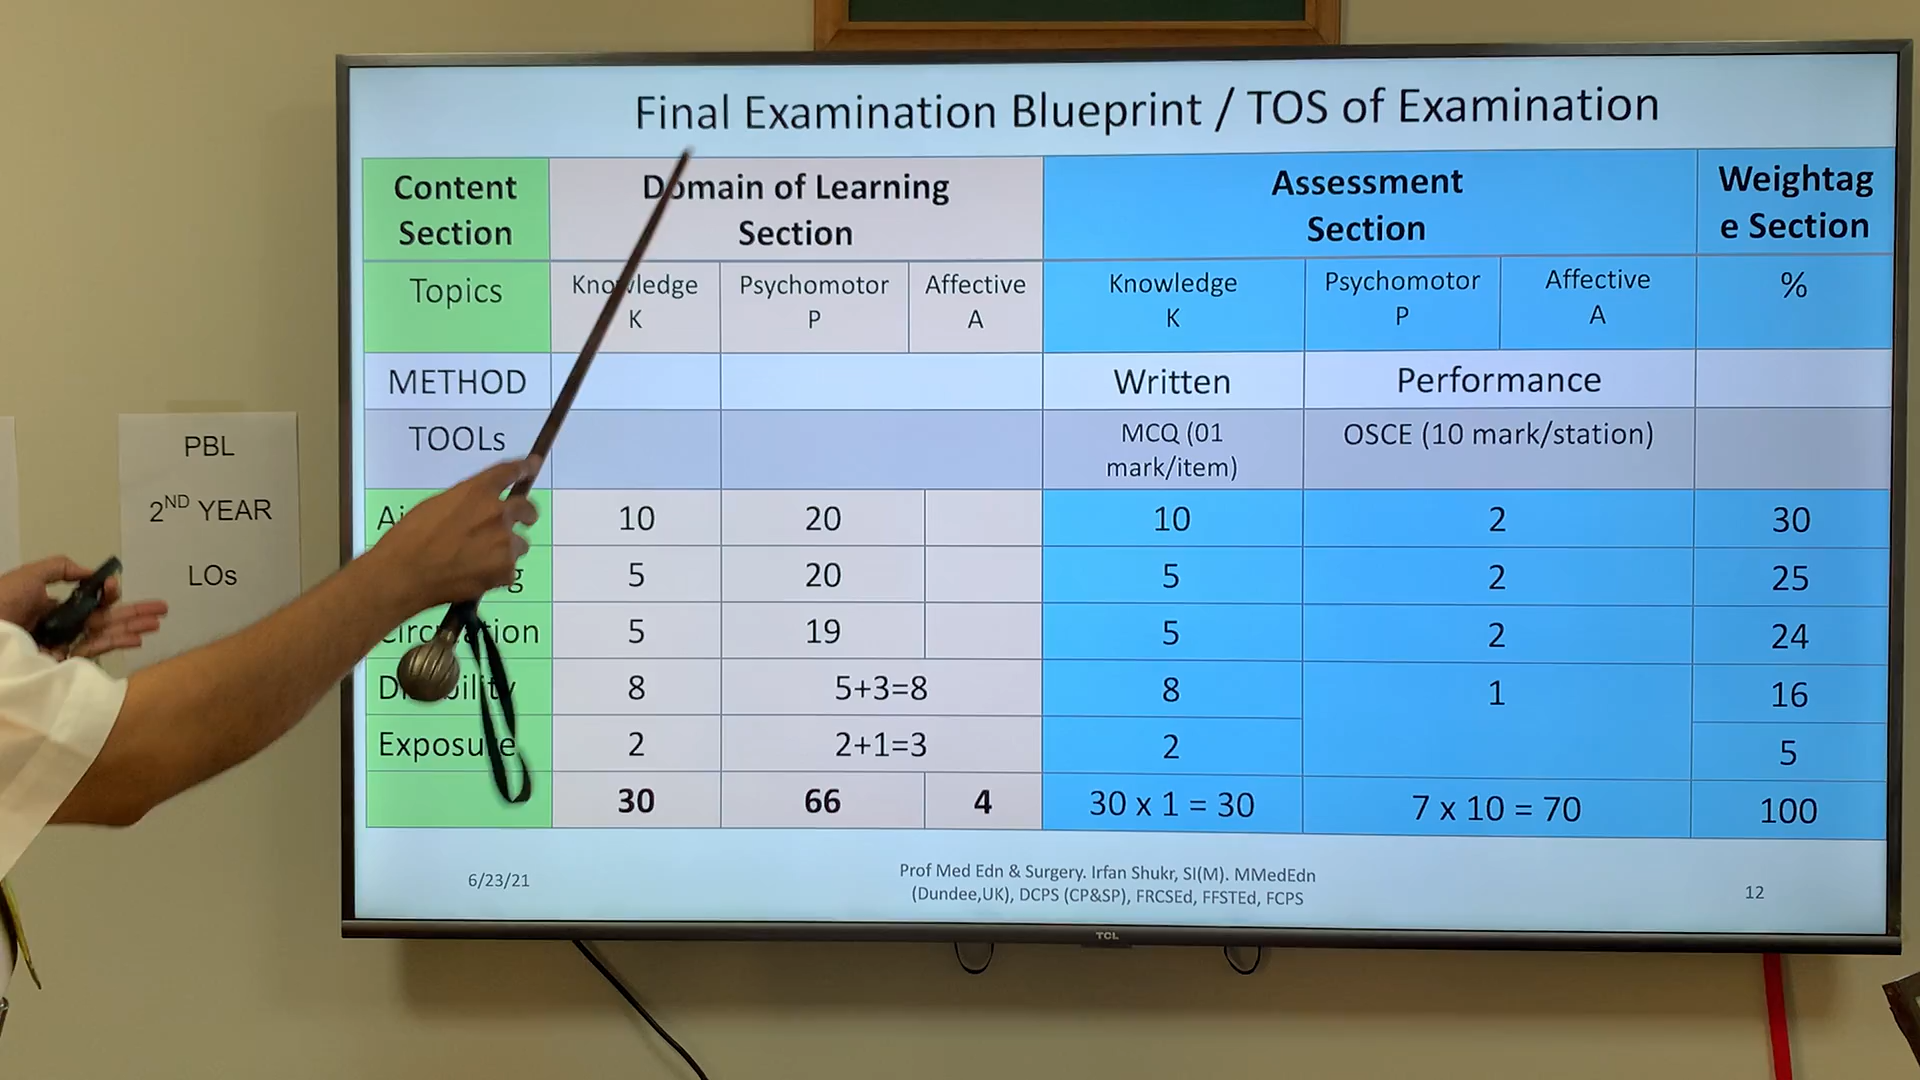 Final Examination Blueprint / TOS of Examination
Content Section
Domain of Learning Section
Assessment Section
Weightag e Section
Topics
Knowledge K
Psychomotor P
Affective A
Knowledge K
Psychomotor P
Affective A
%
METHOD
Written
Performance
TOOLs
MCQ (01 mark/item)
OSCE (10 mark/station)
10 20 10 2 30
5 20 5 2 25
Circulation 5 19 5 2 24
Disability 8 5+3=8 8 1 16
Exposure 2 2+1=3 2 5
30 66 4 30 x 1 = 30 7 x 10 = 70 100
6/23/21
Prof Med Edn & Surgery. Irfan Shukr, SI(M). MMedEdn
(Dundee,UK), DCPS (CP&SP), FRCSEd, FFSTEd, FCPS
12
TCL
PBL
2ND YEAR
LOs